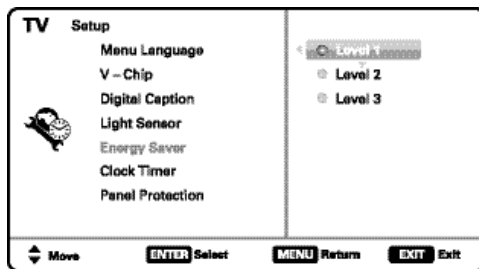 TV Setup
Menu Language
V – Chip
Digital Caption
Light Sensor
Energy Saver
Clock Timer
Panel Protection
Level 1
Level 2
Level 3
Move ENTER Select MENU Return EXIT Exit